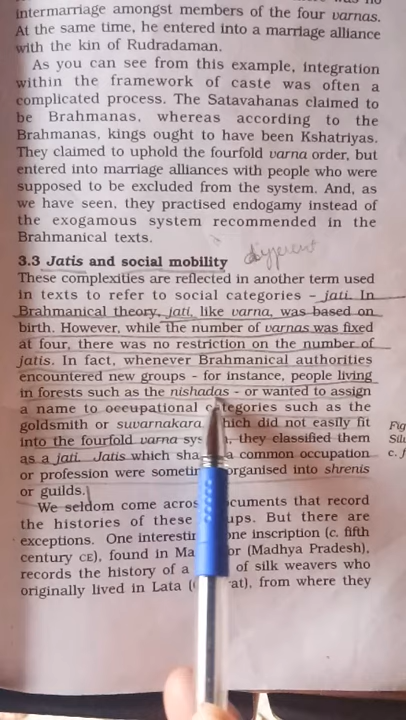 intermarriage amongst members of the four varnas.
At the same time, he entered into a marriage alliance
with the kin of Rudradaman.
As you can see from this example, integration
within the framework of caste was often a
complicated process. The Satavahanas claimed to
be Brahmanas, whereas according to the
Brahmanas, kings ought to have been Kshatriyas.
They claimed to uphold the fourfold varna order, but
entered into marriage alliances with people who were
supposed to be excluded from the system. And, as
we have seen, they practised endogamy instead of
the exogamous system recommended in the
Brahmanical texts.
different
3.3 Jatis and social mobility
These complexities are reflected in another term used
in texts to refer to social categories – jati. In
Brahmanical theory, jati, like varna, was based on
birth. However, while the number of varnas was fixed
at four, there was no restriction on the number of
jatis. In fact, whenever Brahmanical authorities
encountered new groups - for instance, people living
in forests such as the nishadas - or wanted to assign
a name to occupational categories such as the
goldsmith or suvarnakara, which did not easily fit
into the fourfold varna sys they classified them
as a jati. Jatis which sha a common occupation
or profession were sometim organised into shrenis
or guilds.
We seldom come across documents that record
the histories of these ups. But there are
exceptions. One interesti one inscription (c. fifth
century CE), found in Ma or (Madhya Pradesh),
records the history of a of silk weavers who
originally lived in Lata ( rat), from where they
Fig
Sil
c. f